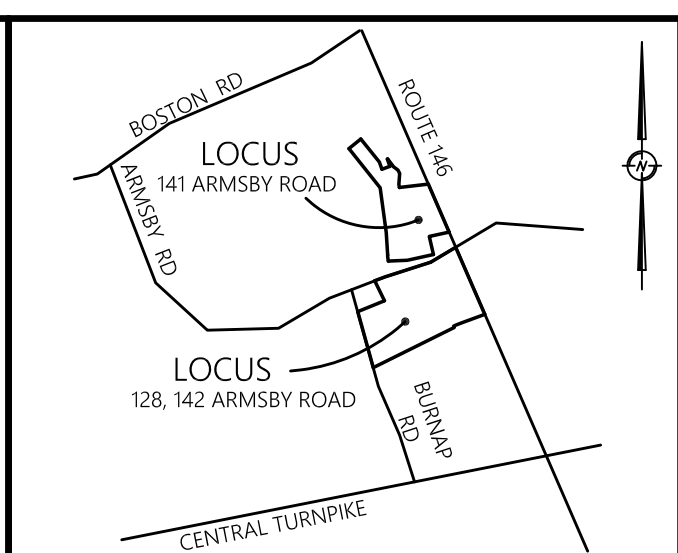 BOSTON RD
ROUTE 146
LOCUS
141 ARMSBY ROAD
ARMSBY RD
N
LOCUS
128, 142 ARMSBY ROAD
BURNAP
RD
CENTRAL TURNPIKE